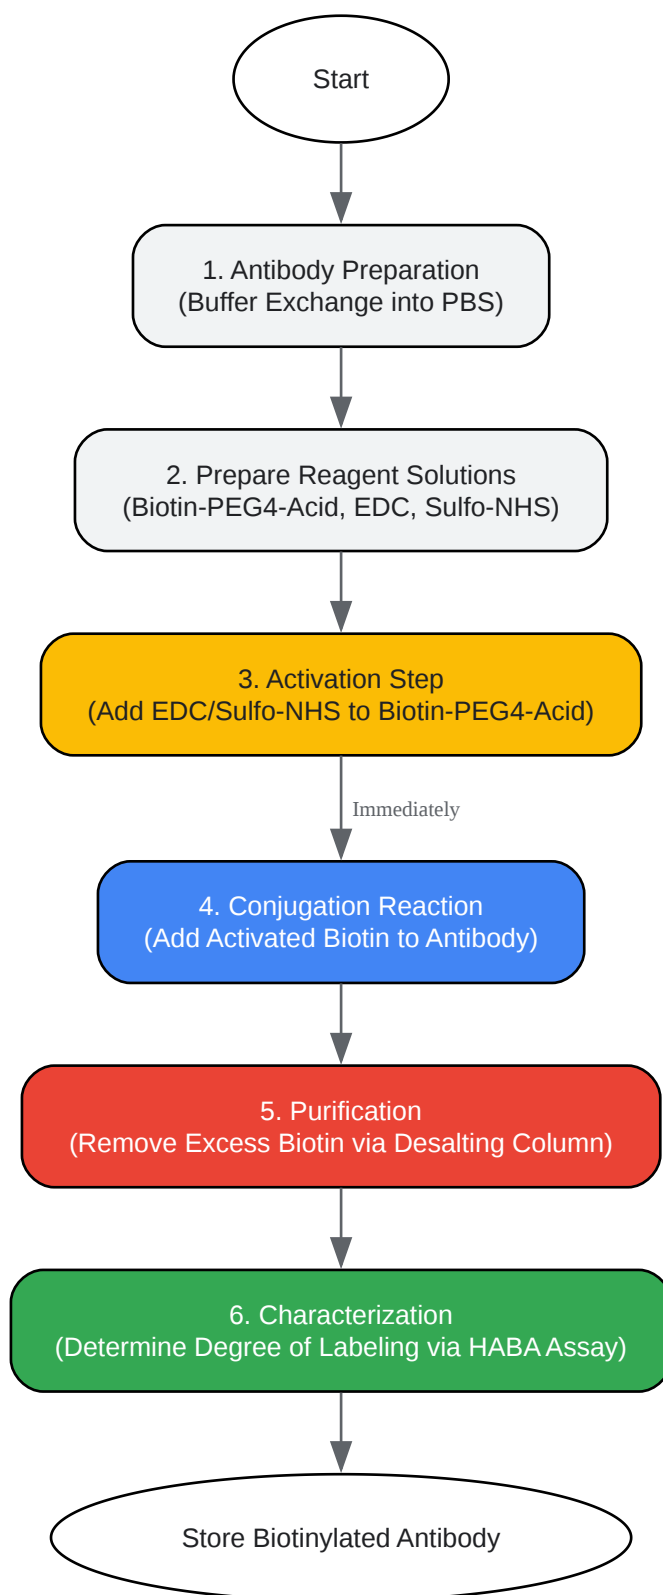 Start
1. Antibody Preparation
(Buffer Exchange into PBS)
2. Prepare Reagent Solutions
(Biotin-PEG4-Acid, EDC, Sulfo-NHS)
3. Activation Step
(Add EDC/Sulfo-NHS to Biotin-PEG4-Acid)
Immediately
4. Conjugation Reaction
(Add Activated Biotin to Antibody)
5. Purification
(Remove Excess Biotin via Desalting Column)
6. Characterization
(Determine Degree of Labeling via HABA Assay)
Store Biotinylated Antibody